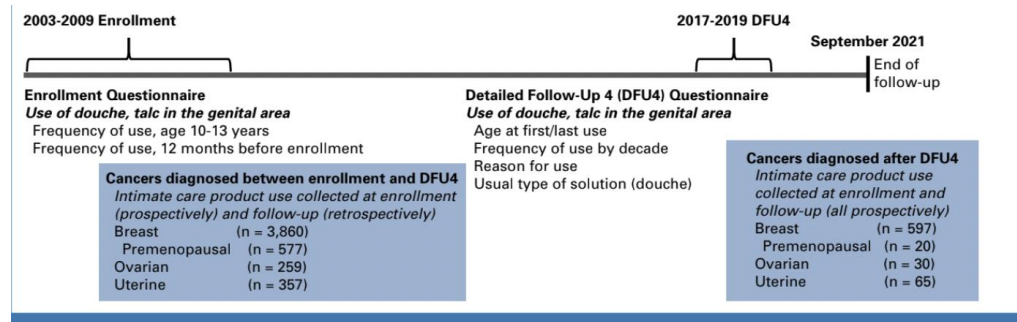 2003-2009 Enrollment
2017-2019 DFU4
September 2021
End of
follow-up
Enrollment Questionnaire
Use of douche, talc in the genital area
Frequency of use, age 10-13 years
Frequency of use, 12 months before enrollment
Cancers diagnosed between enrollment and DFU4
Intimate care product use collected at enrollment
(prospectively) and follow-up (retrospectively)
Breast (n = 3,860)
Premenopausal (n = 577)
Ovarian (n = 259)
Uterine (n = 357)
Detailed Follow-Up 4 (DFU4) Questionnaire
Use of douche, talc in the genital area
Age at first/last use
Frequency of use by decade
Reason for use
Usual type of solution (douche)
Cancers diagnosed after DFU4
Intimate care product use
collected at enrollment and
follow-up (all prospectively)
Breast (n = 597)
Premenopausal (n = 20)
Ovarian (n = 30)
Uterine (n = 65)